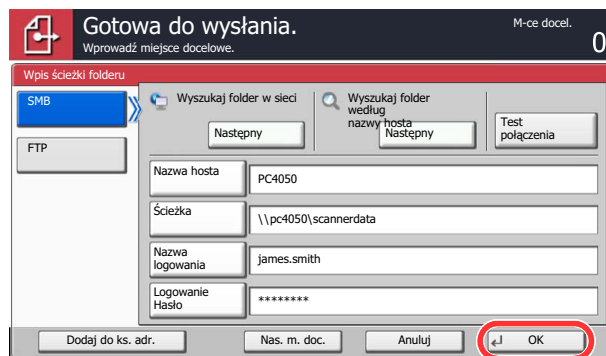 Gotowa do wysłania.
M-ce docel.
Wprowadź miejsce docelowe.
0
Wpis ścieżki folderu
SMB
FTP
Wyszukaj folder w sieci
Następny
Wyszukaj folder
według
nazwy hosta
Następny
Test
połączenia
Nazwa hosta
PC4050
Ścieżka
\\pc4050\scannerdata
Nazwa
logowania
james.smith
Logowanie
Hasło
********
Dodaj do ks. adr.
Nas. m. doc.
Anuluj
OK